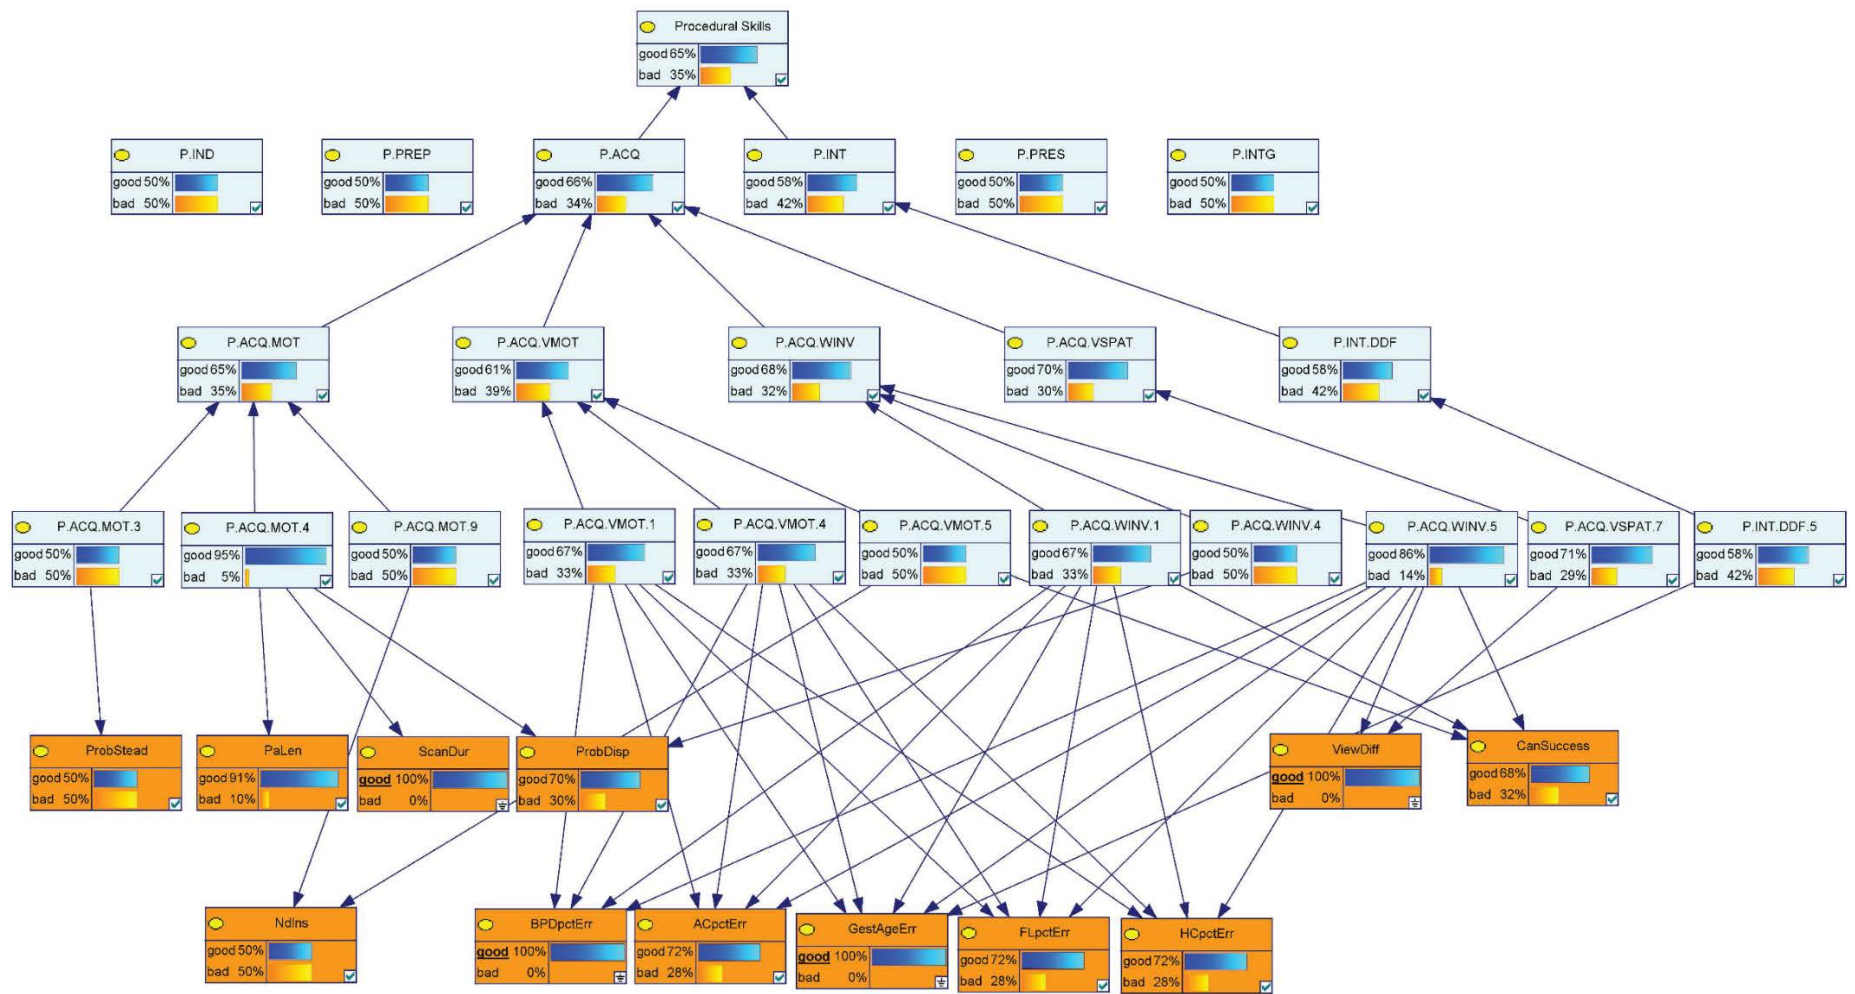 Procedural Skills
good 65%
bad 35%
P.IND
good 50%
bad 50%
P.PREP
good 50%
bad 50%
P.ACQ
good 66%
bad 34%
P.INT
good 58%
bad 42%
P.PRES
good 50%
bad 50%
P.INTG
good 50%
bad 50%
P.ACQ.MOT
good 65%
bad 35%
P.ACQ.VMOT
good 61%
bad 39%
P.ACQ.WINV
good 68%
bad 32%
P.ACQ.VSPAT
good 70%
bad 30%
P.INT.DDF
good 58%
bad 42%
P.ACQ.MOT.3
good 50%
bad 50%
P.ACQ.MOT.4
good 95%
bad 5%
P.ACQ.MOT.9
good 50%
bad 50%
P.ACQ.VMOT.1
good 67%
bad 33%
P.ACQ.VMOT.4
good 67%
bad 33%
P.ACQ.VMOT.5
good 50%
bad 50%
P.ACQ.WINV.1
good 67%
bad 33%
P.ACQ.WINV.4
good 50%
bad 50%
P.ACQ.WINV.5
good 86%
bad 14%
P.ACQ.VSPAT.7
good 71%
bad 29%
P.INT.DDF.5
good 58%
bad 42%
ProbStead
good 50%
bad 50%
PaLen
good 91%
bad 10%
ScanDur
good 100%
bad 0%
ProbDisp
good 70%
bad 30%
ViewDiff
good 100%
bad 0%
CanSuccess
good 68%
bad 32%
NdIns
good 50%
bad 50%
BPDpctErr
good 100%
bad 0%
ACpctErr
good 72%
bad 28%
GestAgeErr
good 100%
bad 0%
FLpctErr
good 72%
bad 28%
HCpctErr
good 72%
bad 28%